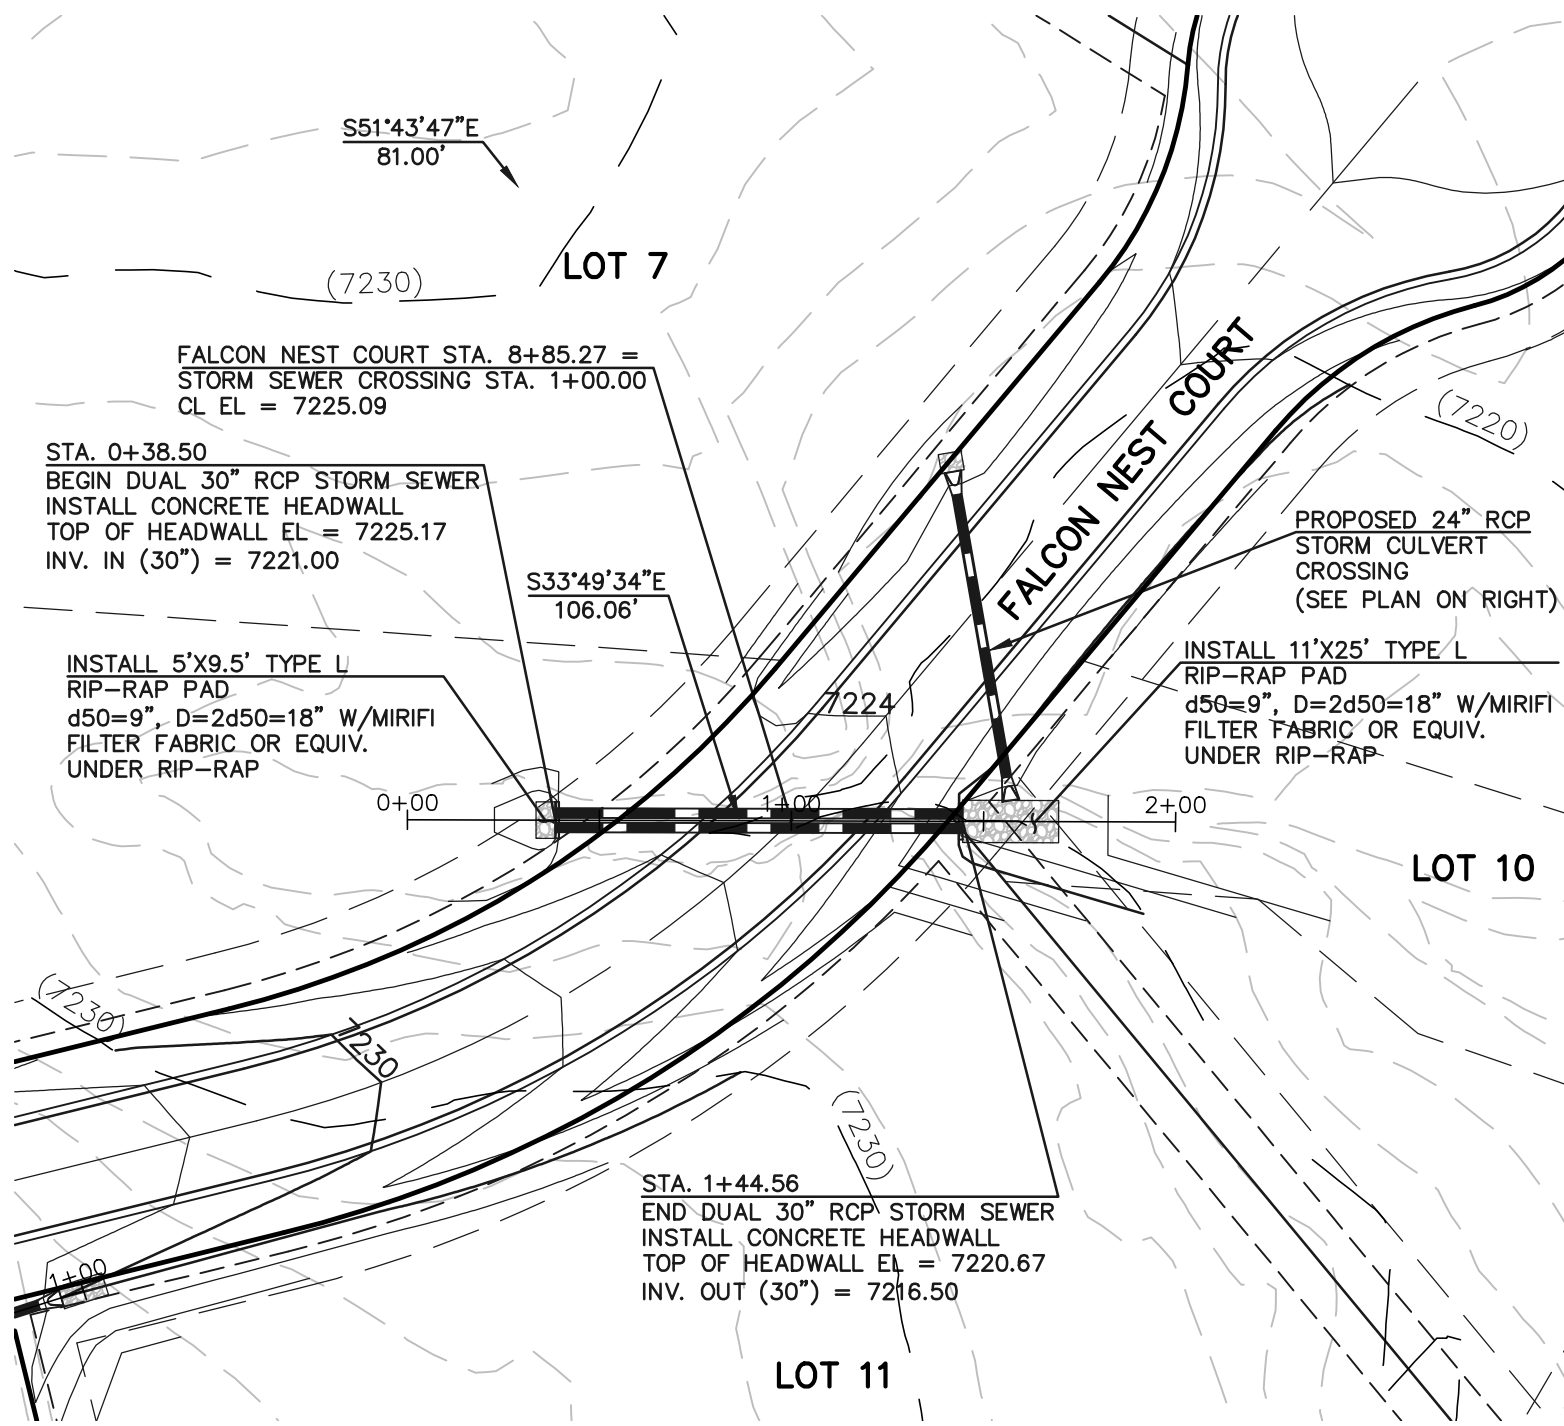 S51°43'47"E
81.00'
LOT 7
(7230)
FALCON NEST COURT STA. 8+85.27 =
STORM SEWER CROSSING STA. 1+00.00
CL EL = 7225.09
STA. 0+38.50
BEGIN DUAL 30" RCP STORM SEWER
INSTALL CONCRETE HEADWALL
TOP OF HEADWALL EL = 7225.17
INV. IN (30") = 7221.00
FALCON NEST COURT
(7220)
PROPOSED 24" RCP
STORM CULVERT
CROSSING
(SEE PLAN ON RIGHT)
S33°49'34"E
106.06'
INSTALL 5'X9.5' TYPE L
RIP-RAP PAD
d50=9", D=2d50=18" W/MIRIFI
FILTER FABRIC OR EQUIV.
UNDER RIP-RAP
INSTALL 11'X25' TYPE L
RIP-RAP PAD
d50=9", D=2d50=18" W/MIRIFI
FILTER FABRIC OR EQUIV.
UNDER RIP-RAP
7224
0+00
1+00
2+00
LOT 10
(7230)
7230
(7230)
STA. 1+44.56
END DUAL 30" RCP STORM SEWER
INSTALL CONCRETE HEADWALL
TOP OF HEADWALL EL = 7220.67
INV. OUT (30") = 7216.50
1+00
LOT 11